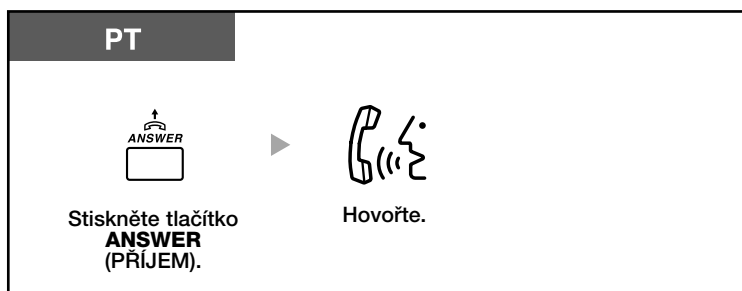 PT
ANSWER
Stiskněte tlačítko
ANSWER
(PŘÍJEM).
Hovořte.